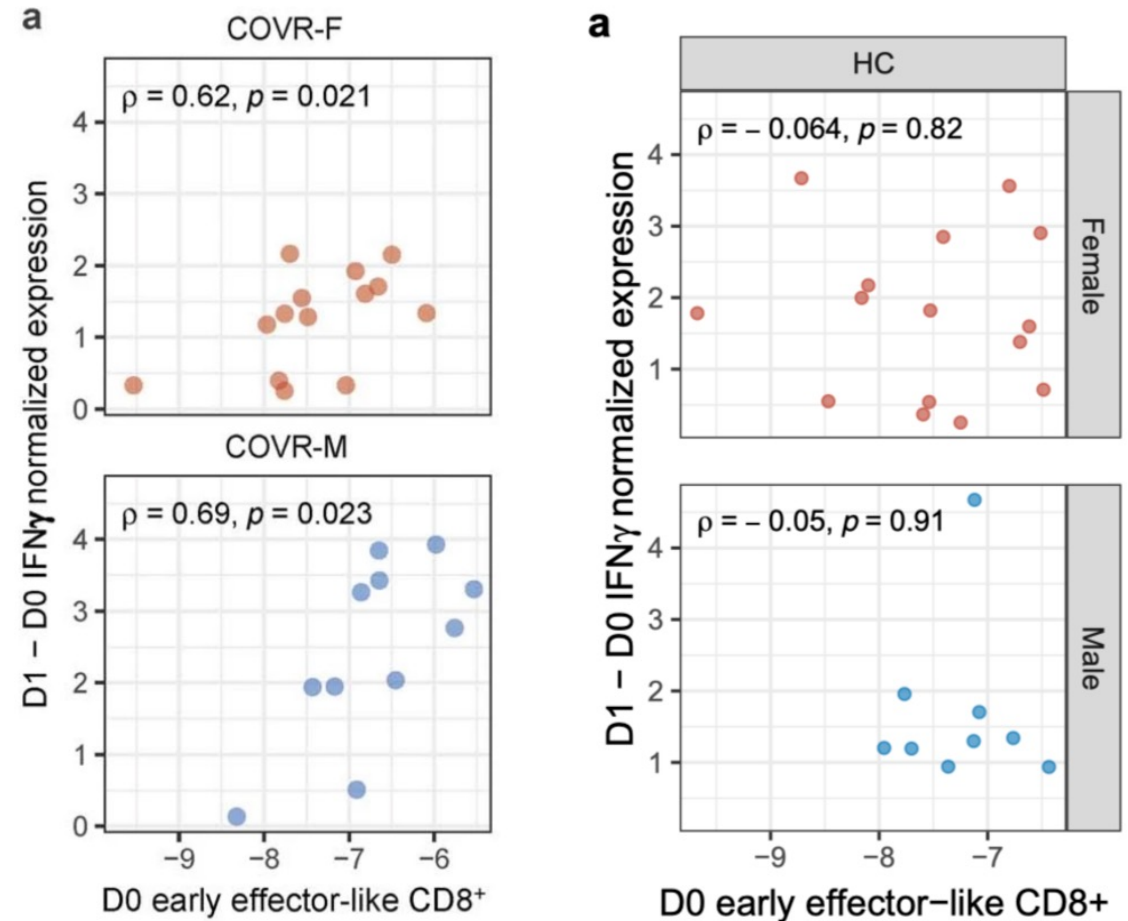 a
COVR-F
ρ = 0.62, p = 0.021
4
3
2
1
0
COVR-M
ρ = 0.69, p = 0.023
4
3
2
1
0
−9 −8 −7 −6
D0 early effector-like CD8⁺
D1 − D0 IFNγ normalized expression
a
HC
ρ = − 0.064, p = 0.82
4
3
2
1
Female
ρ = − 0.05, p = 0.91
4
3
2
1
Male
−9 −8 −7
D0 early effector−like CD8+
D1 − D0 IFNγ normalized expression